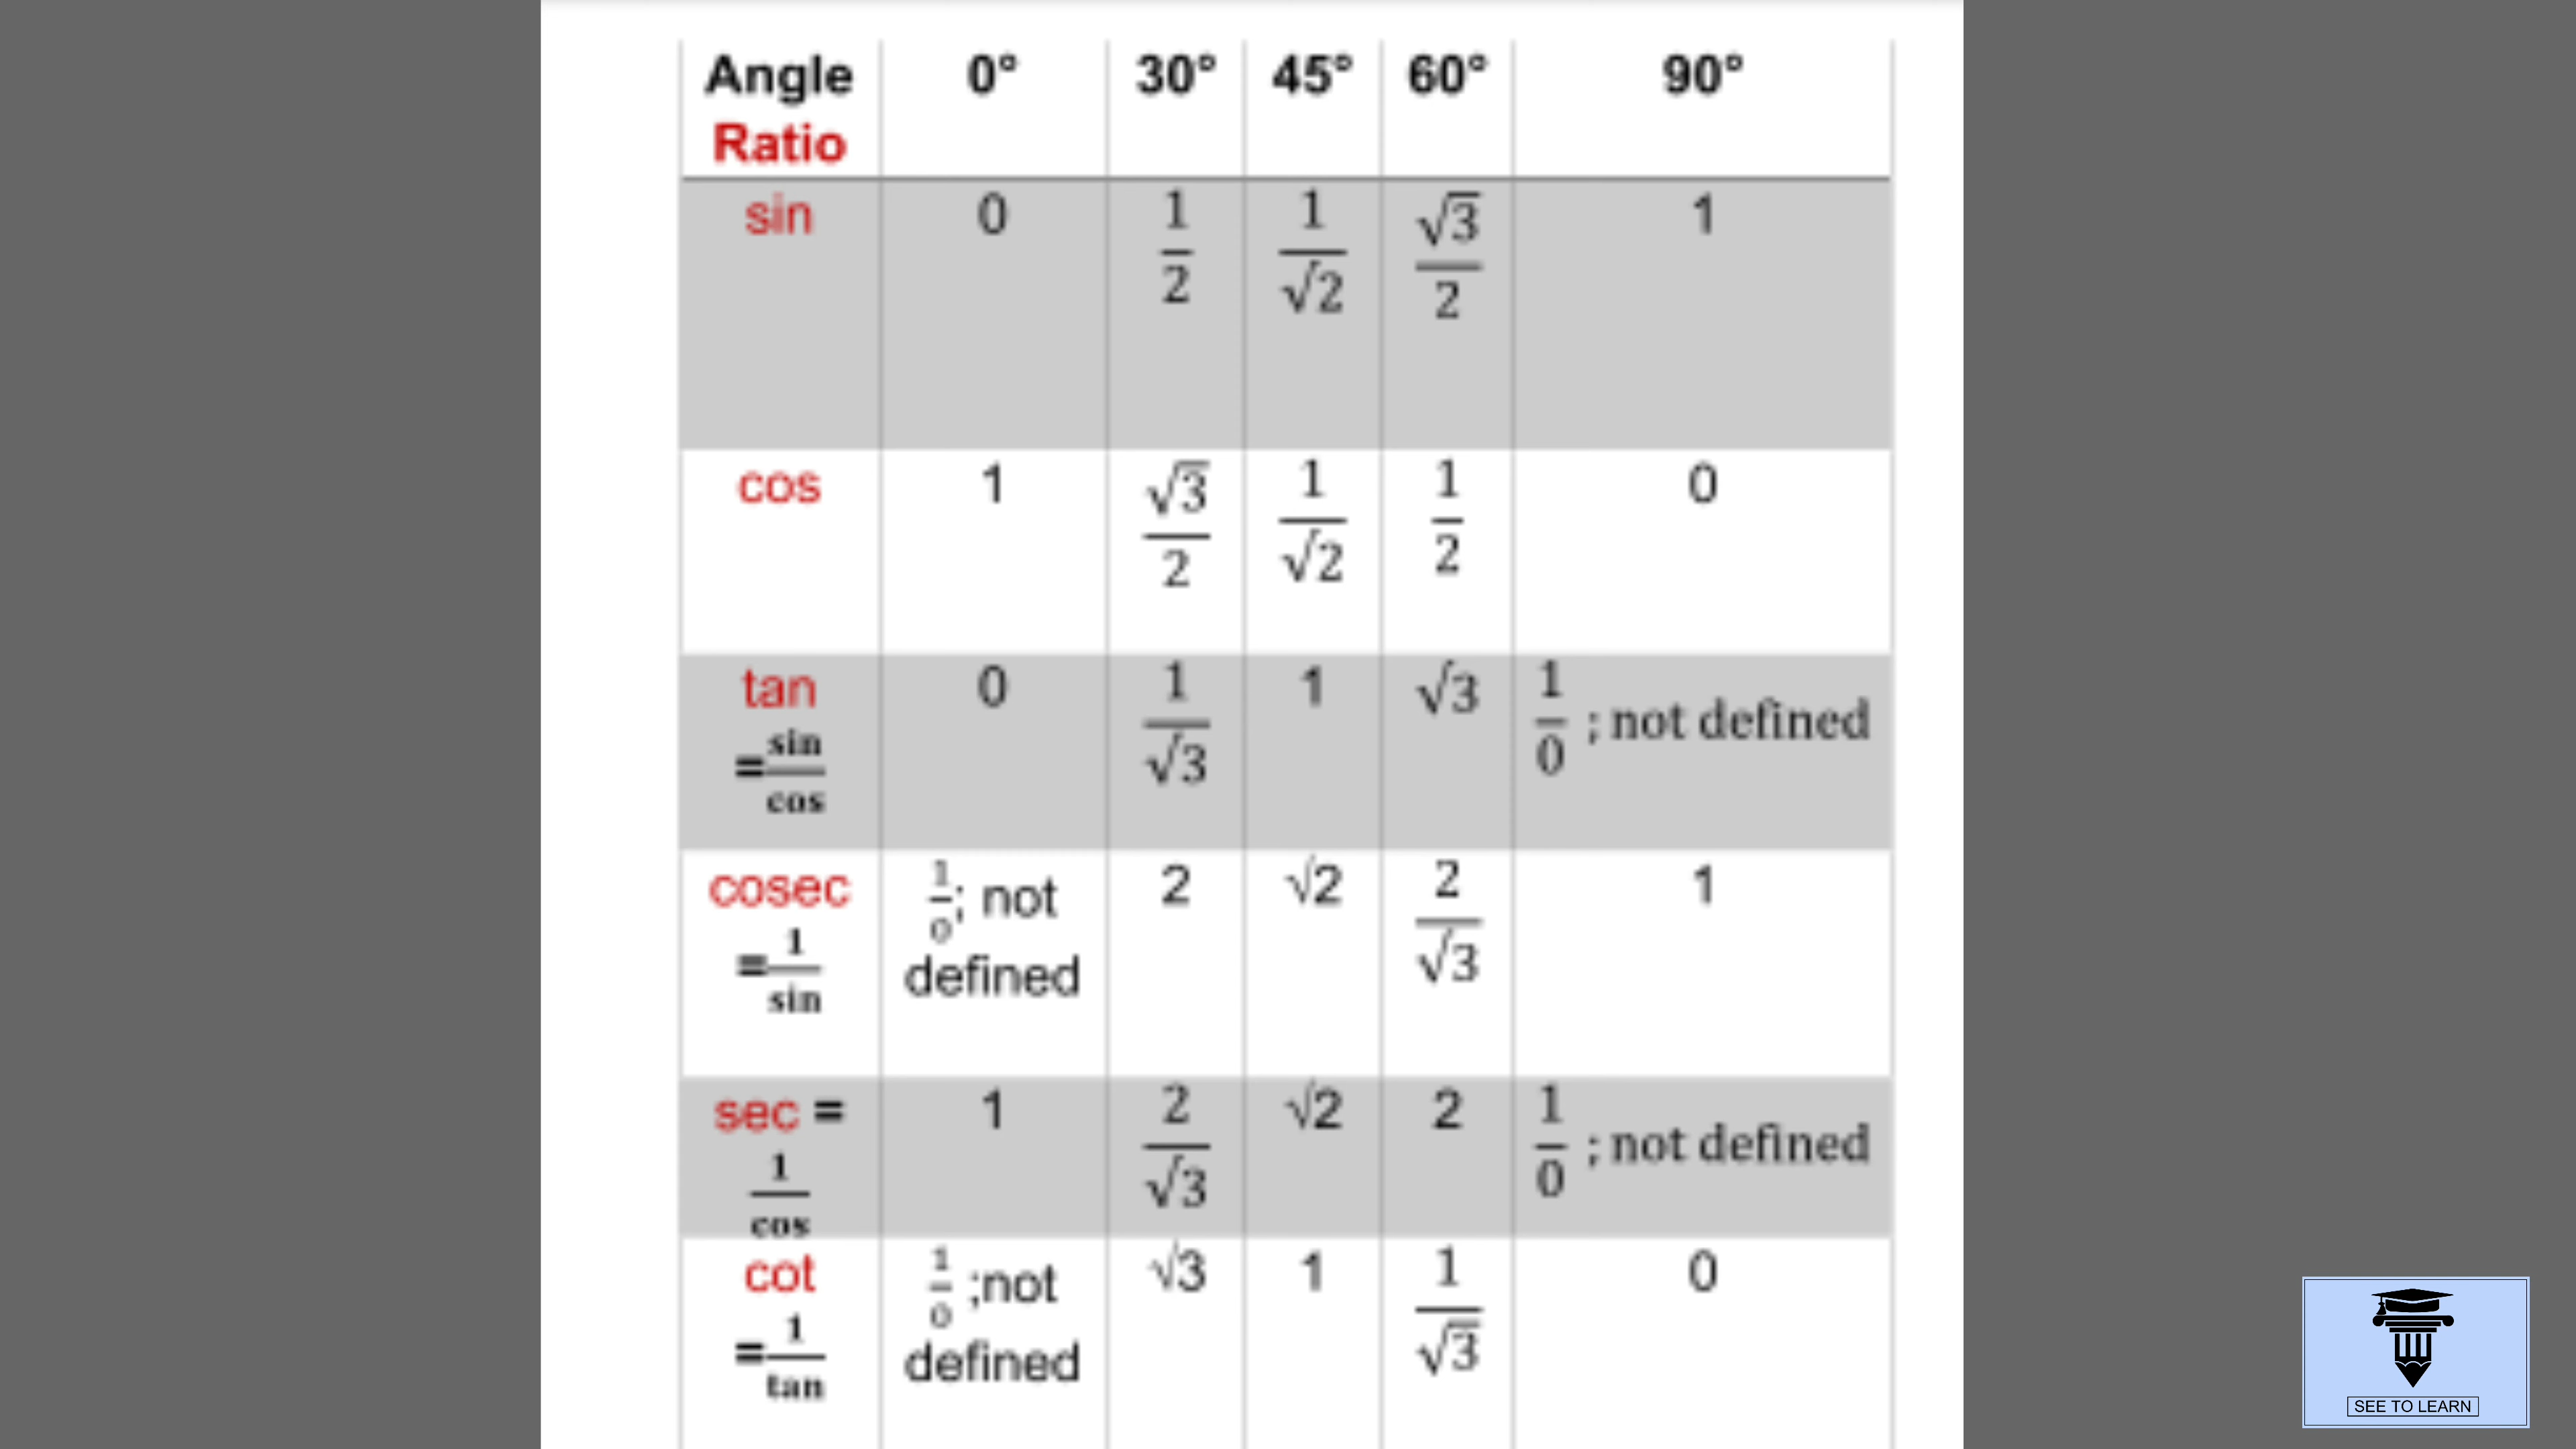 Angle 0° 30° 45° 60° 90°
Ratio
sin 0 1/2 1/√2 √3/2 1
cos 1 √3/2 1/√2 1/2 0
tan 0 1/√3 1 √3 1/0 ; not defined
=sin/cos
cosec 1/0; not 2 √2 2/√3 1
=1/sin defined
sec = 1 2/√3 √2 2 1/0 ; not defined
1/cos
cot 1/0 ;not √3 1 1/√3 0
=1/tan defined
SEE TO LEARN